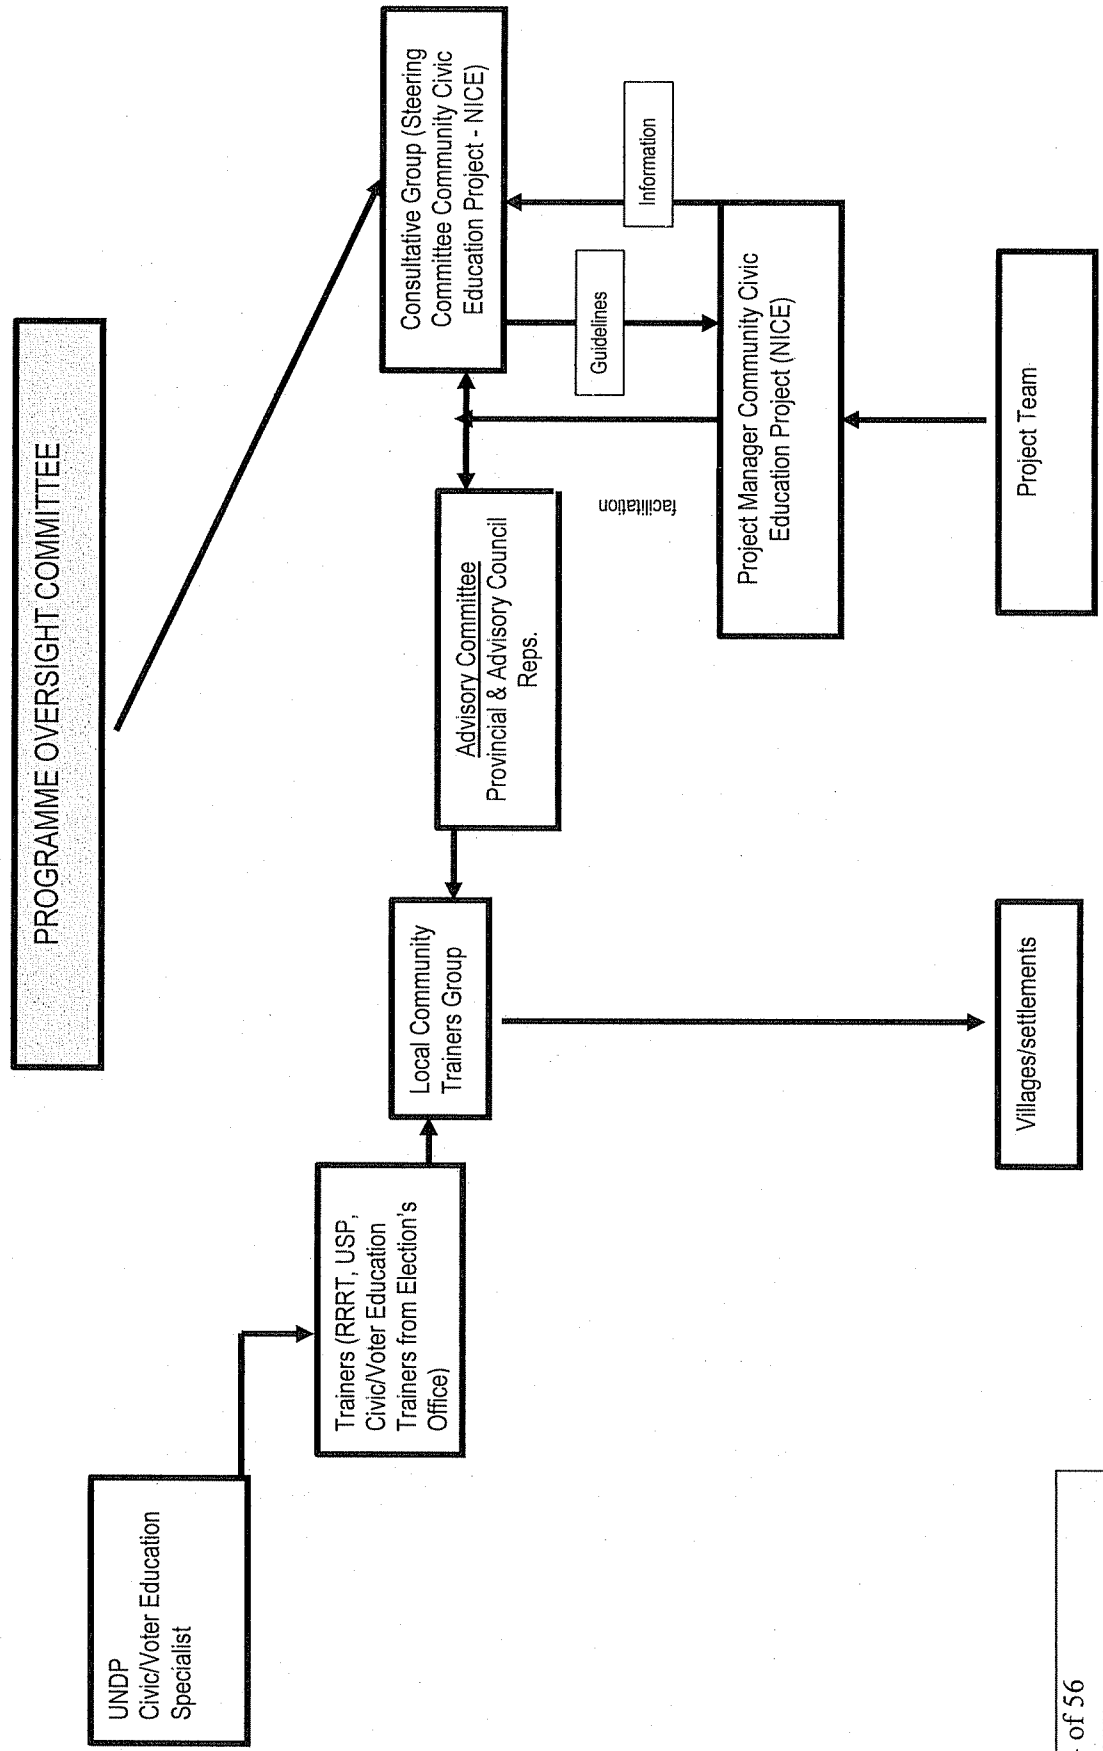 PROGRAMME OVERSIGHT COMMITTEE
UNDP
Civic/Voter Education
Specialist
Trainers (RRRT, USP,
Civic/Voter Education
Trainers from Election's
Office)
Local Community
Trainers Group
Advisory Committee
Provincial & Advisory Council
Reps.
Consultative Group (Steering
Committee Community Civic
Education Project - NICE)
Guidelines
Information
facilitation
Project Manager Community Civic
Education Project (NICE)
Villages/settlements
Project Team
of 56